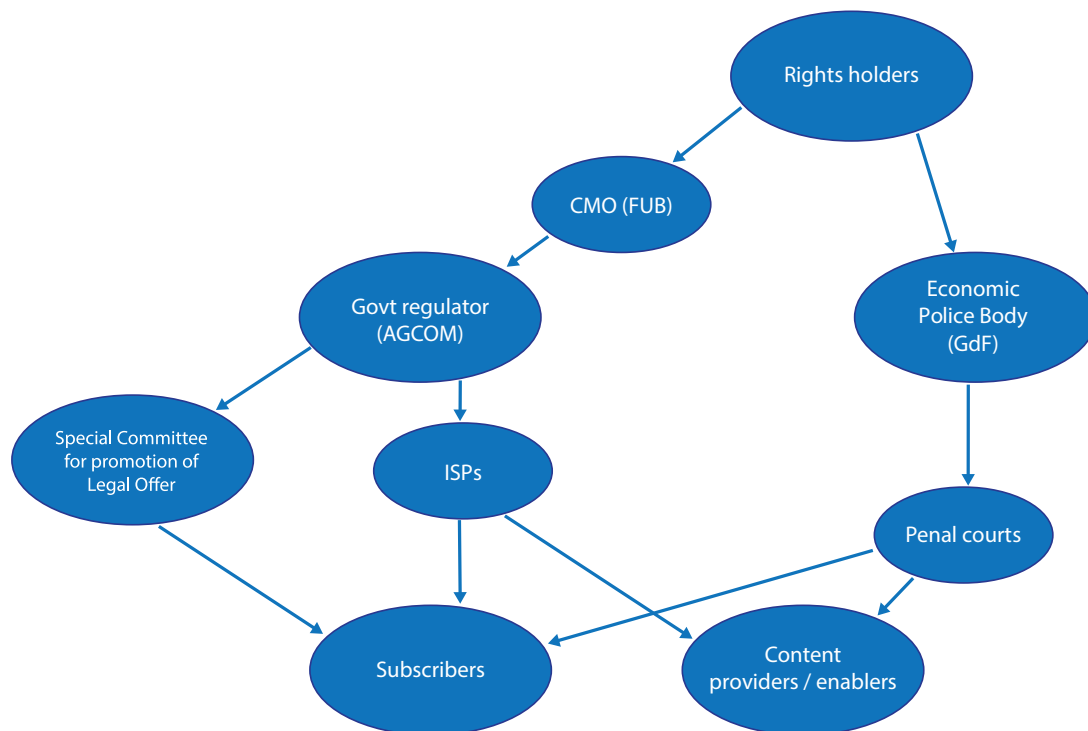 Rights holders
CMO (FUB)
Govt regulator
(AGCOM)
Economic
Police Body
(GdF)
Special Committee
for promotion of
Legal Offer
ISPs
Penal courts
Subscribers
Content
providers / enablers